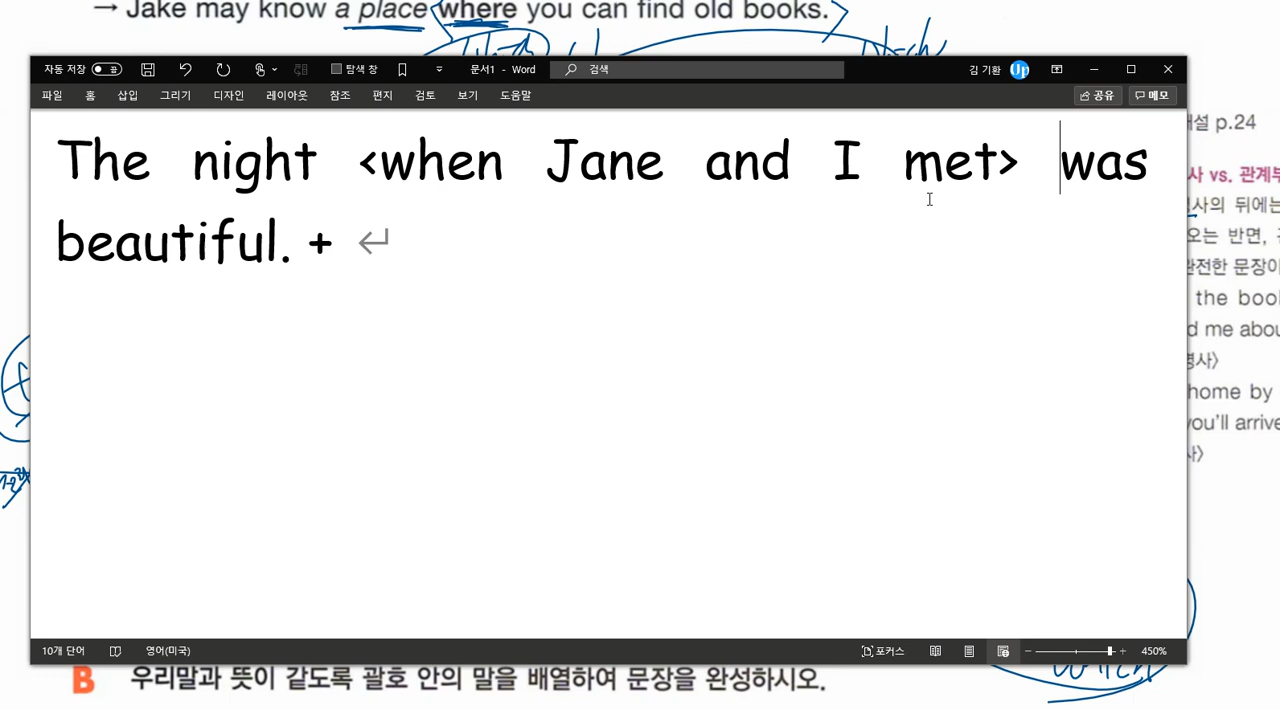 → Jake may know a place where you can find old books.
자동 저장 끔 탐색 창 문서1 - Word 검색 김 기환 Up
파일 홈 삽입 그리기 디자인 레이아웃 참조 편지 검토 보기 도움말 공유 메모
The night <when Jane and I met> was
beautiful. + ↵
p.24
사 vs. 관계부
사의 뒤에는
오는 반면,
완전한 문장이
the boo
d me abou
명사>
home by
you'll arrive
사>
10개 단어 영어(미국) 포커스 450%
B 우리말과 뜻이 같도록 괄호 안의 말을 배열하여 문장을 완성하시오.